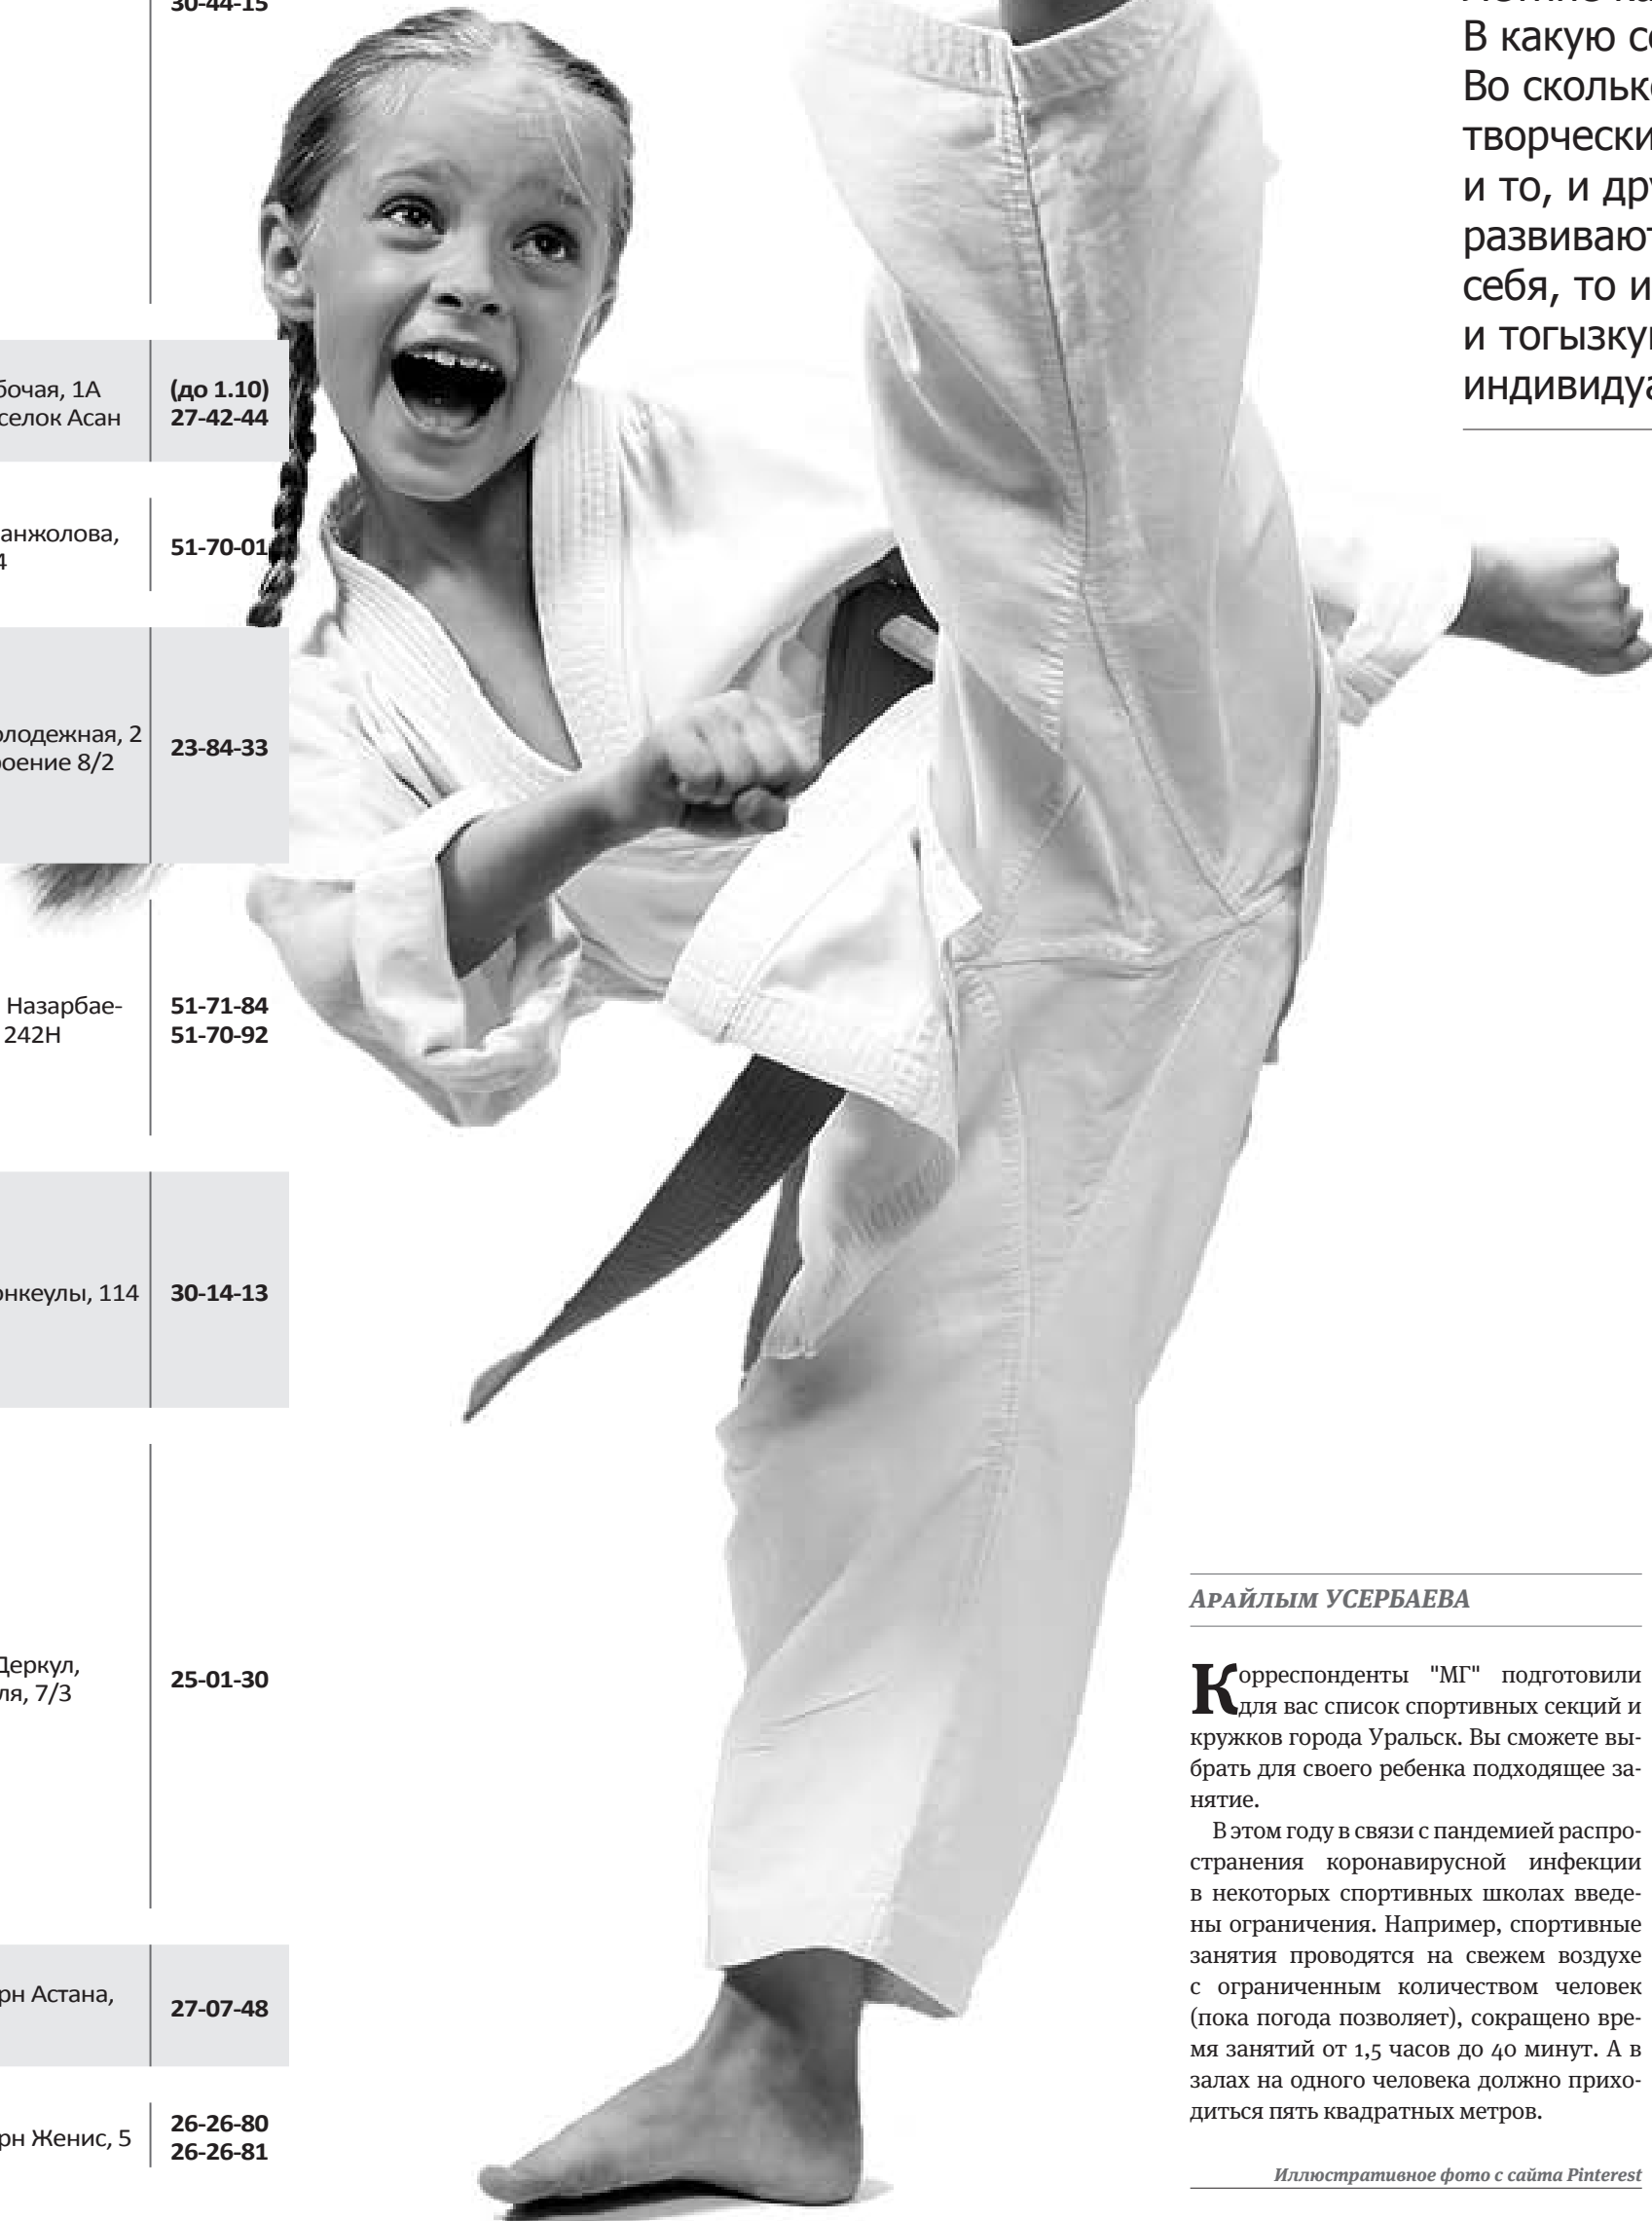 30-44-15
бочая, 1А
селок Асан
(до 1.10)
27-42-44
анжолова,
4
51-70-01
олодежная, 2
роение 8/2
23-84-33
Назарбае-
242Н
51-71-84
51-70-92
онкеулы, 114
30-14-13
Деркул,
ля, 7/3
25-01-30
рн Астана,
27-07-48
рн Женис, 5
26-26-80
26-26-81
В какую се
Во скольк
творчески
и то, и др
развивают
себя, то и
и тогызку
индивидуа
Арайлым УСЕРБАЕВА
Корреспонденты "МГ" подготовили
для вас список спортивных секций и
кружков города Уральск. Вы сможете вы-
брать для своего ребенка подходящее за-
нятие.
В этом году в связи с пандемией распро-
странения коронавирусной инфекции
в некоторых спортивных школах введе-
ны ограничения. Например, спортивные
занятия проводятся на свежем воздухе
с ограниченным количеством человек
(пока погода позволяет), сокращено вре-
мя занятий от 1,5 часов до 40 минут. А в
залах на одного человека должно прихо-
диться пять квадратных метров.
Иллюстративное фото с сайта Pinterest